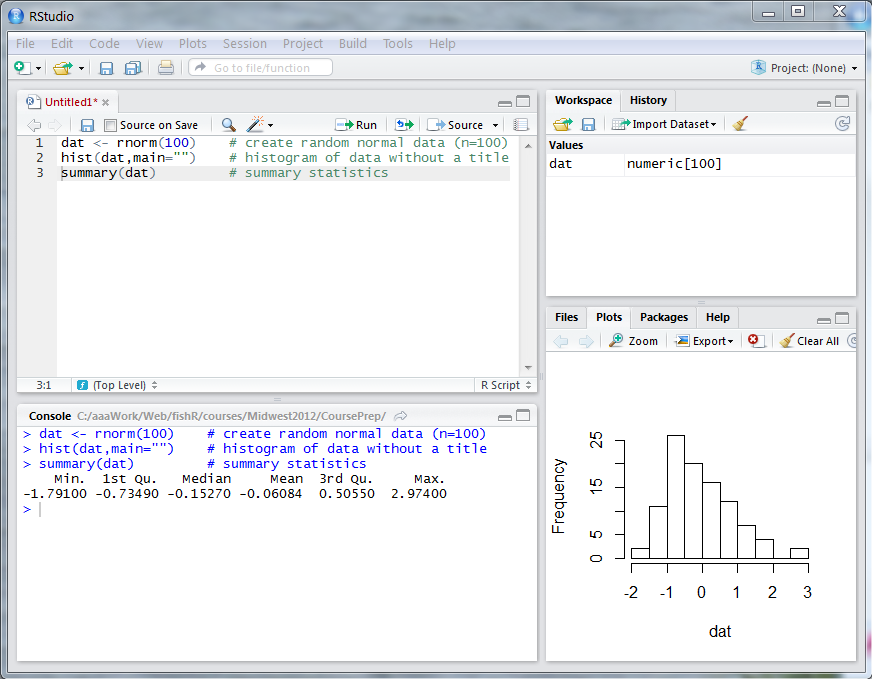 RStudio
File Edit Code View Plots Session Project Build Tools Help
Go to file/function Project: (None)
Untitled1*
Source on Save Run Source
1 dat <- rnorm(100) # create random normal data (n=100)
2 hist(dat,main="") # histogram of data without a title
3 summary(dat) # summary statistics
3:1 (Top Level) R Script
Console C:/aaaWork/Web/fishR/courses/Midwest2012/CoursePrep/
> dat <- rnorm(100) # create random normal data (n=100)
> hist(dat,main="") # histogram of data without a title
> summary(dat) # summary statistics
Min. 1st Qu. Median Mean 3rd Qu. Max.
-1.79100 -0.73490 -0.15270 -0.06084 0.50550 2.97400
>
Workspace History
Import Dataset
Values
dat numeric[100]
Files Plots Packages Help
Zoom Export Clear All
Frequency
25
15
5
0
-2 -1 0 1 2 3
dat